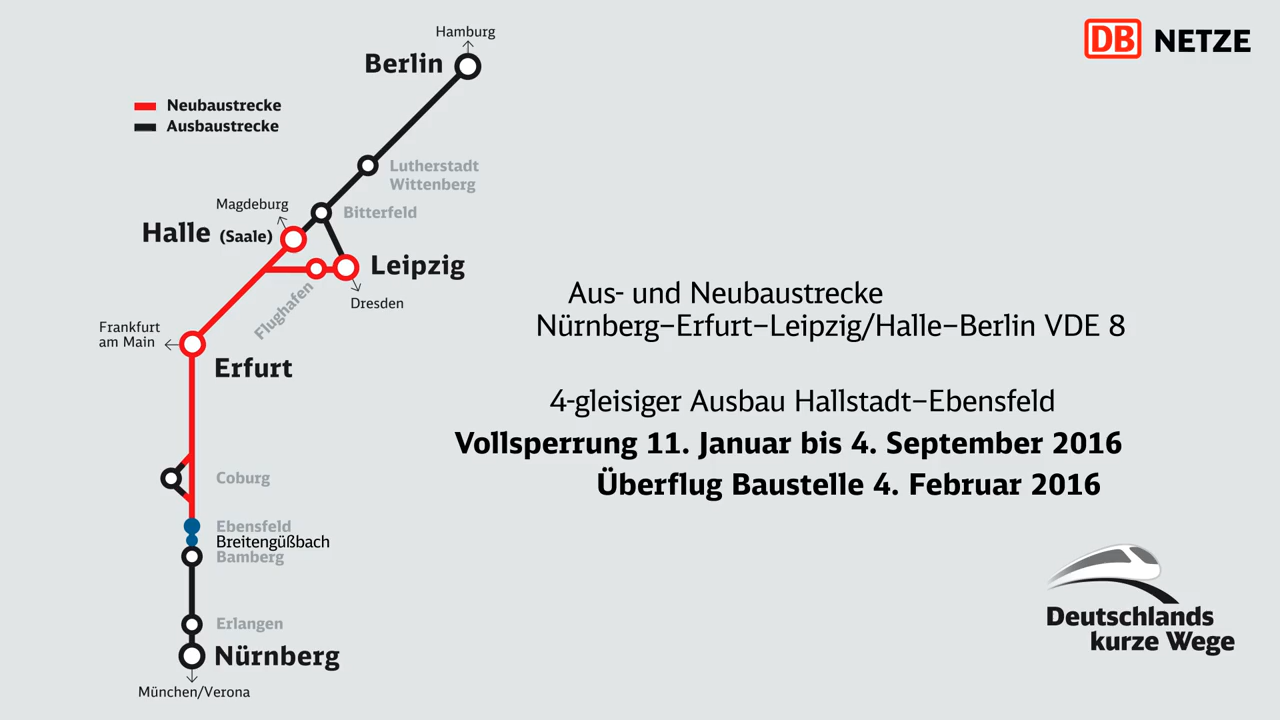 Hamburg
Berlin
DB NETZE
Neubaustrecke
Ausbaustrecke
Lutherstadt
Wittenberg
Magdeburg
Bitterfeld
Halle (Saale)
Leipzig
Flughafen
Dresden
Frankfurt
am Main
Erfurt
Aus- und Neubaustrecke
Nürnberg–Erfurt–Leipzig/Halle–Berlin VDE 8
4-gleisiger Ausbau Hallstadt–Ebensfeld
Vollsperrung 11. Januar bis 4. September 2016
Überflug Baustelle 4. Februar 2016
Coburg
Ebensfeld
Breitengüßbach
Bamberg
Erlangen
Nürnberg
München/Verona
Deutschlands
kurze Wege